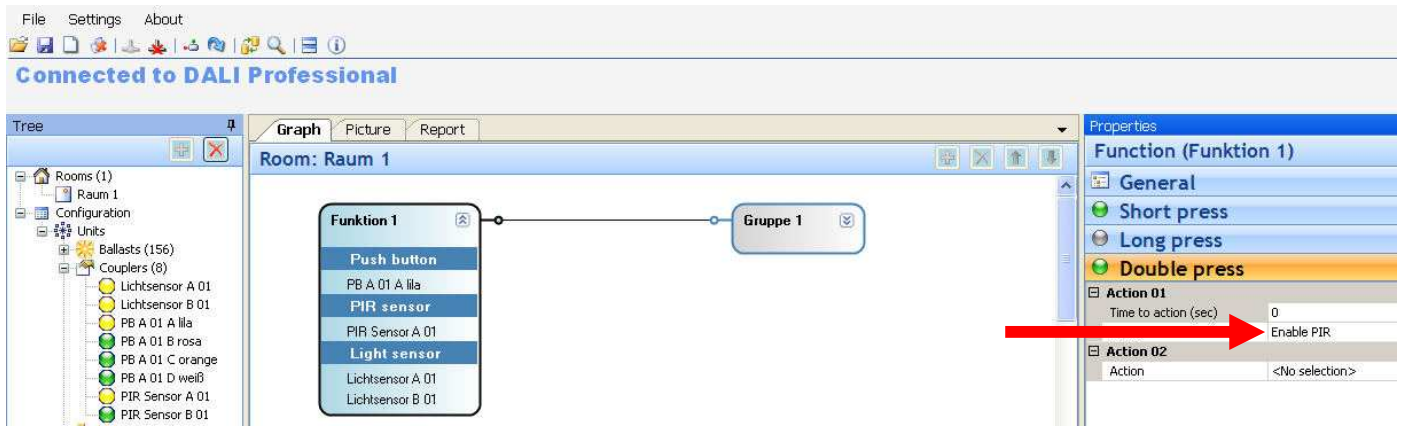 File Settings About
Connected to DALI Professional
Tree
Rooms (1)
Raum 1
Configuration
Units
Ballasts (156)
Couplers (8)
Lichtsensor A 01
Lichtsensor B 01
PB A 01 A lila
PB A 01 B rosa
PB A 01 C orange
PB A 01 D weiß
PIR Sensor A 01
PIR Sensor B 01
Graph Picture Report
Room: Raum 1
Funktion 1
Push button
PB A 01 A lila
PIR sensor
PIR Sensor A 01
Light sensor
Lichtsensor A 01
Lichtsensor B 01
Gruppe 1
Properties
Function (Funktion 1)
General
Short press
Long press
Double press
Action 01
Time to action (sec) 0
Enable PIR
Action 02
Action <No selection>